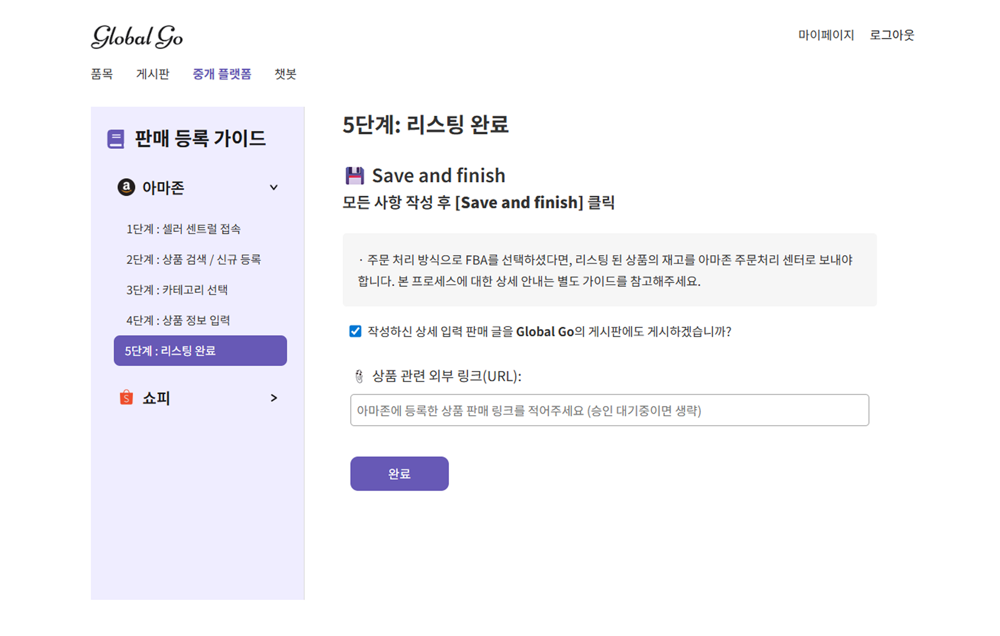 Global Go
마이페이지 로그아웃
품목 게시판 중개 플랫폼 챗봇
판매 등록 가이드
아마존
1단계 : 셀러 센트럴 접속
2단계 : 상품 검색 / 신규 등록
3단계 : 카테고리 선택
4단계 : 상품 정보 입력
5단계 : 리스팅 완료
쇼피
5단계: 리스팅 완료
Save and finish
모든 사항 작성 후 [Save and finish] 클릭
· 주문 처리 방식으로 FBA를 선택하셨다면, 리스팅 된 상품의 재고를 아마존 주문처리 센터로 보내야
합니다. 본 프로세스에 대한 상세 안내는 별도 가이드를 참고해주세요.
작성하신 상세 입력 판매 글을 Global Go의 게시판에도 게시하겠습니까?
상품 관련 외부 링크(URL):
아마존에 등록한 상품 판매 링크를 적어주세요 (승인 대기중이면 생략)
완료